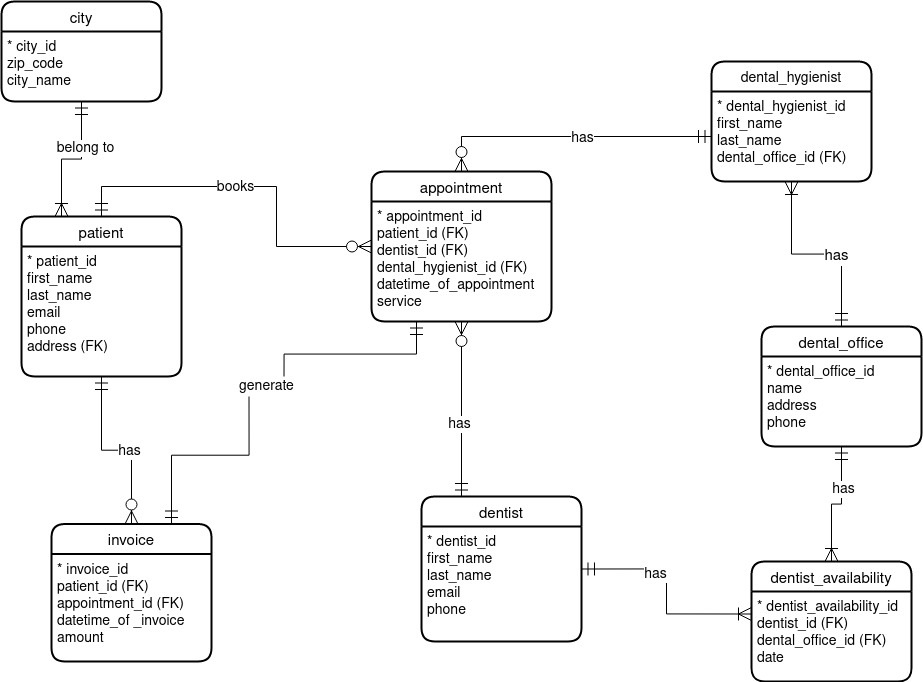 city
* city_id
zip_code
city_name
belong to
books
patient
* patient_id
first_name
last_name
email
phone
address (FK)
has
generate
invoice
* invoice_id
patient_id (FK)
appointment_id (FK)
datetime_of _invoice
amount
appointment
* appointment_id
patient_id (FK)
dentist_id (FK)
dental_hygienist_id (FK)
datetime_of_appointment
service
has
has
dentist
* dentist_id
first_name
last_name
email
phone
has
dental_hygienist
* dental_hygienist_id
first_name
last_name
dental_office_id (FK)
has
dental_office
* dental_office_id
name
address
phone
has
dentist_availability
* dentist_availability_id
dentist_id (FK)
dental_office_id (FK)
date